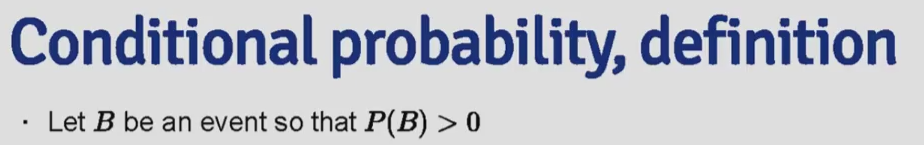 Conditional probability, definition
· Let B be an event so that P(B) > 0